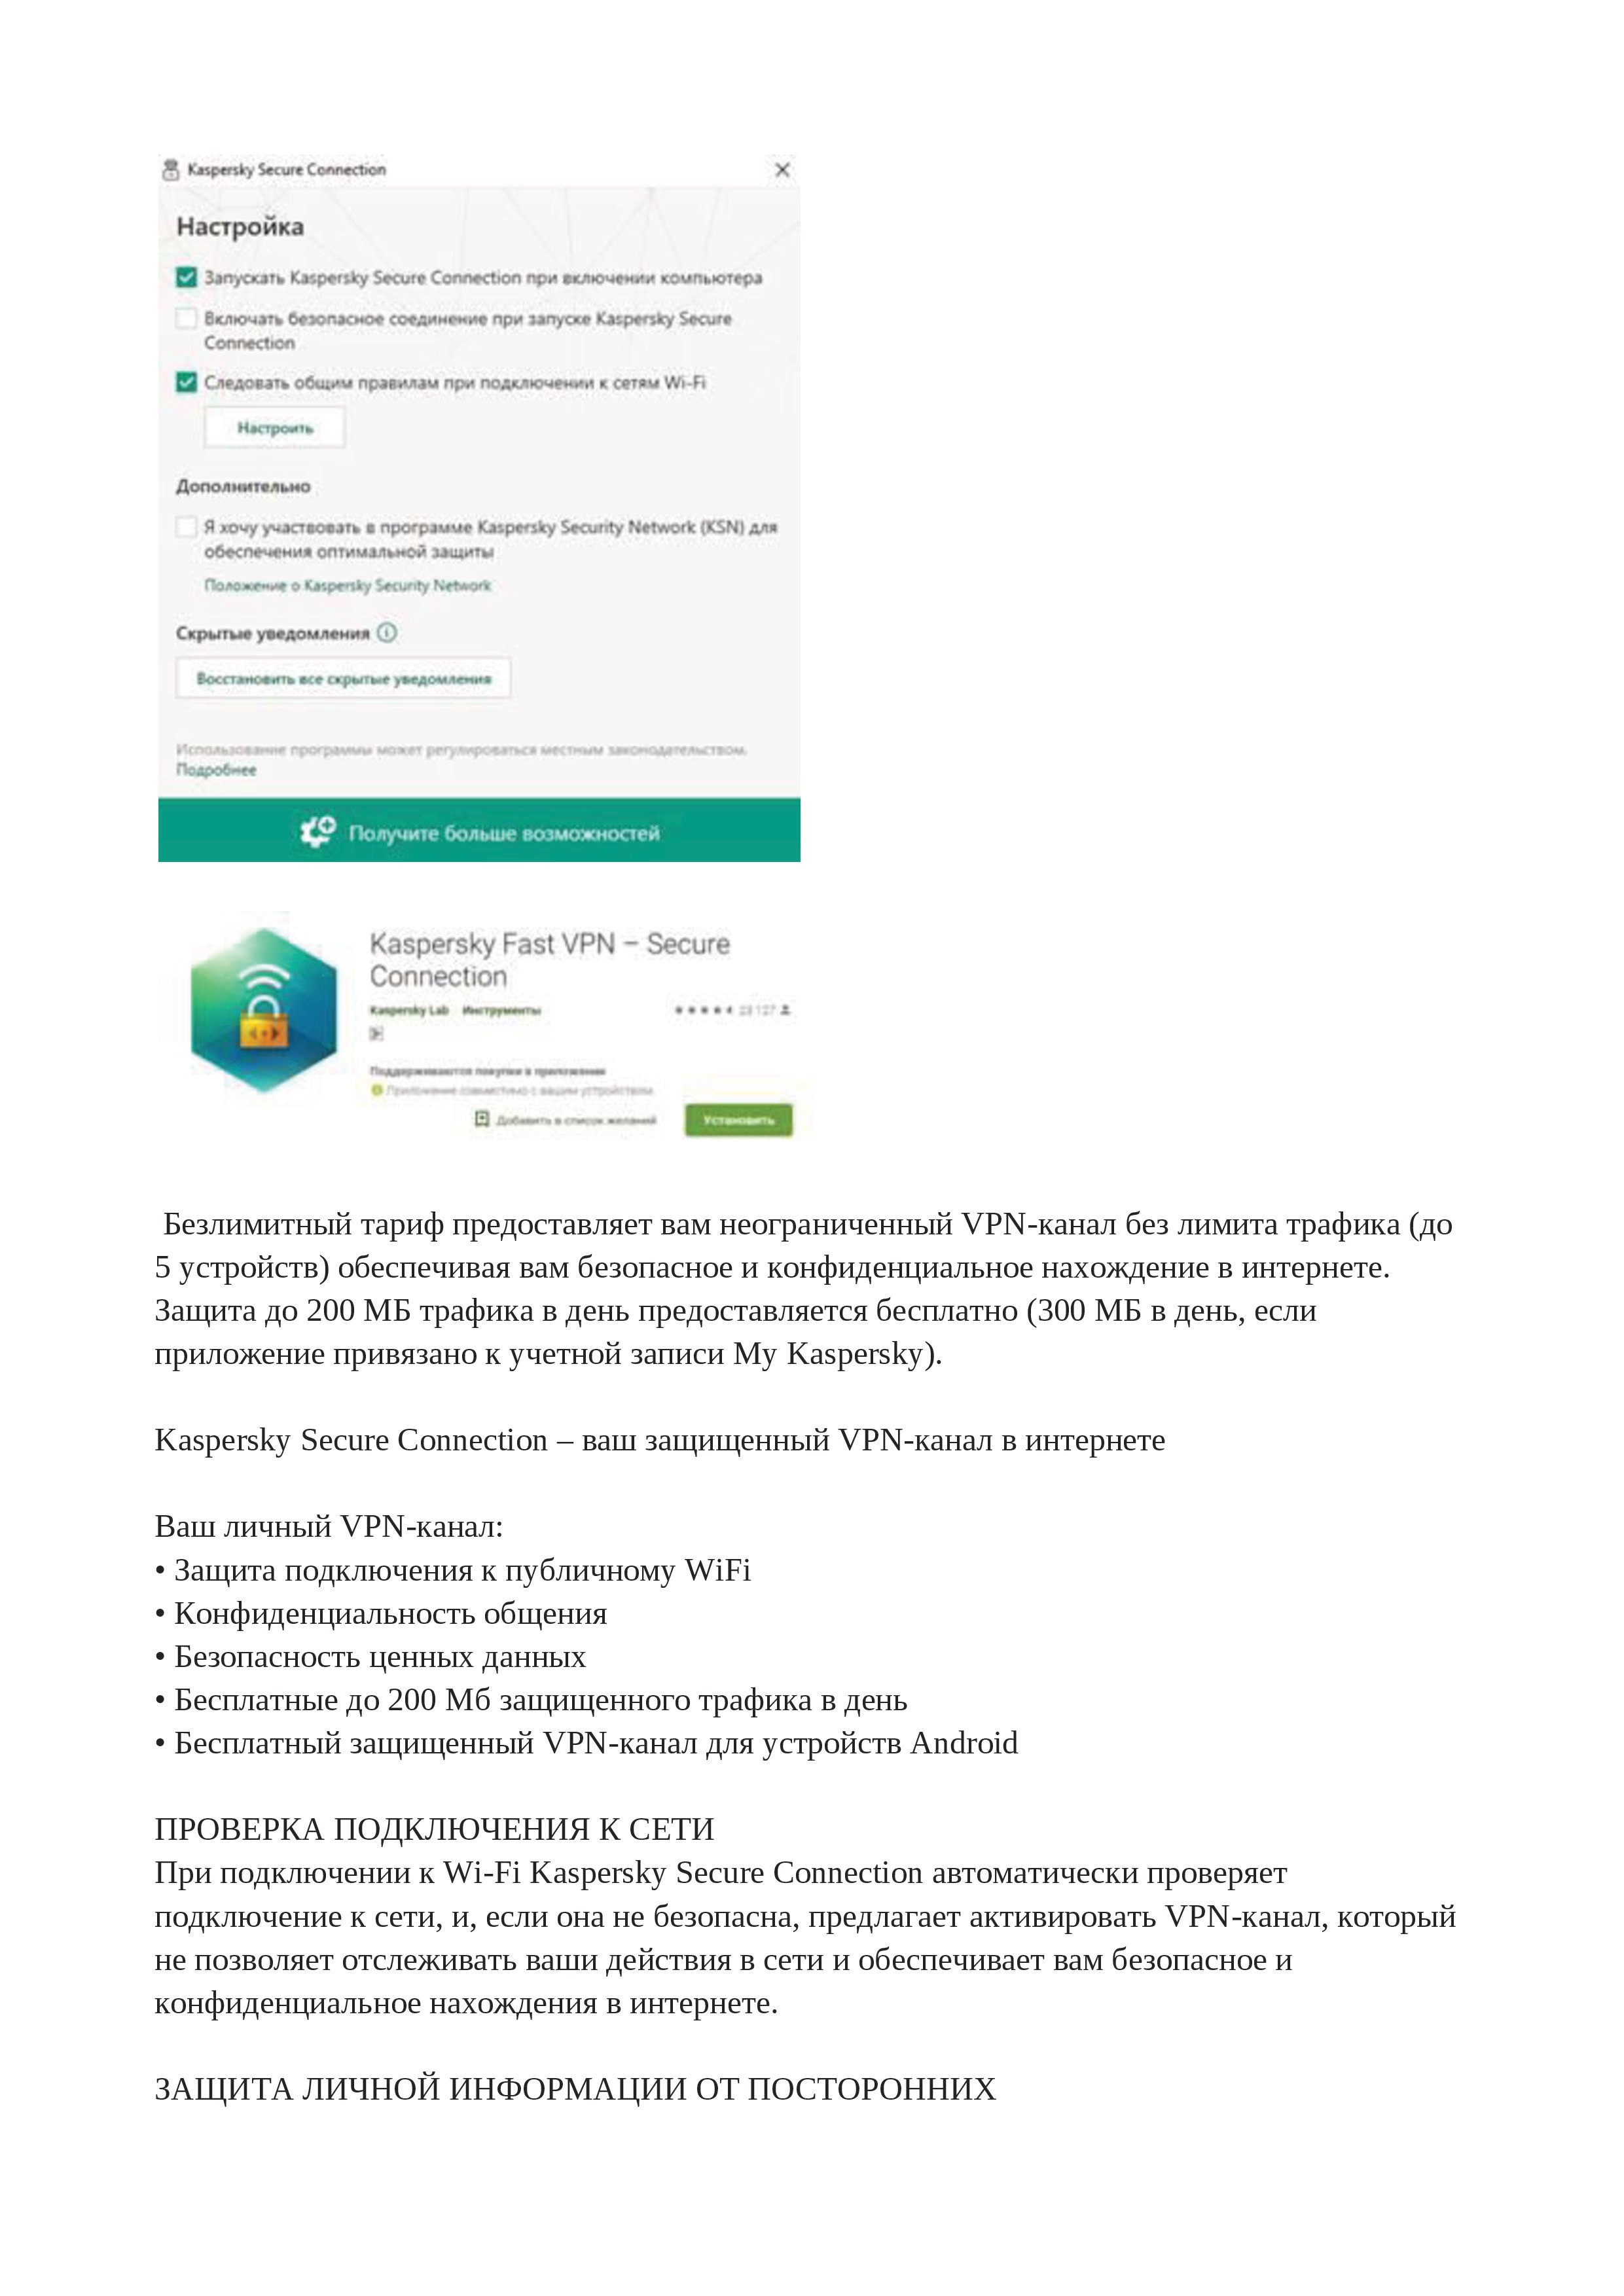 Kaspersky Secure Connection
Настройка
Запускать Kaspersky Secure Connection при включении компьютера
Включать безопасное соединение при запуске Kaspersky Secure
Connection
Следовать общим правилам при подключении к сетям Wi-Fi
Настроить
Дополнительно
Я хочу участвовать в программе Kaspersky Security Network (KSN) для
обеспечения оптимальной защиты
Положение о Kaspersky Security Network
Скрытые уведомления
Восстановить все скрытые уведомления
Использование программы может регулироваться местным законодательством.
Подробнее
Получите больше возможностей
Kaspersky Fast VPN – Secure
Connection
Kaspersky Lab Инструменты
23 127
Поддерживаются покупки в приложении
Приложение совместимо с вашим устройством.
Добавить в список желаний
Установить
Безлимитный тариф предоставляет вам неограниченный VPN-канал без лимита трафика (до
5 устройств) обеспечивая вам безопасное и конфиденциальное нахождение в интернете.
Защита до 200 МБ трафика в день предоставляется бесплатно (300 МБ в день, если
приложение привязано к учетной записи My Kaspersky).
Kaspersky Secure Connection – ваш защищенный VPN-канал в интернете
Ваш личный VPN-канал:
• Защита подключения к публичному WiFi
• Конфиденциальность общения
• Безопасность ценных данных
• Бесплатные до 200 Мб защищенного трафика в день
• Бесплатный защищенный VPN-канал для устройств Android
ПРОВЕРКА ПОДКЛЮЧЕНИЯ К СЕТИ
При подключении к Wi-Fi Kaspersky Secure Connection автоматически проверяет
подключение к сети, и, если она не безопасна, предлагает активировать VPN-канал, который
не позволяет отслеживать ваши действия в сети и обеспечивает вам безопасное и
конфиденциальное нахождения в интернете.
ЗАЩИТА ЛИЧНОЙ ИНФОРМАЦИИ ОТ ПОСТОРОННИХ